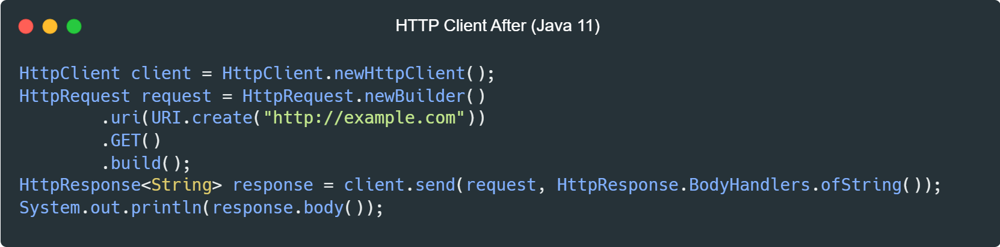 HTTP Client After (Java 11)
HttpClient client = HttpClient.newHttpClient();
HttpRequest request = HttpRequest.newBuilder()
        .uri(URI.create("http://example.com"))
        .GET()
        .build();
HttpResponse<String> response = client.send(request, HttpResponse.BodyHandlers.ofString());
System.out.println(response.body());